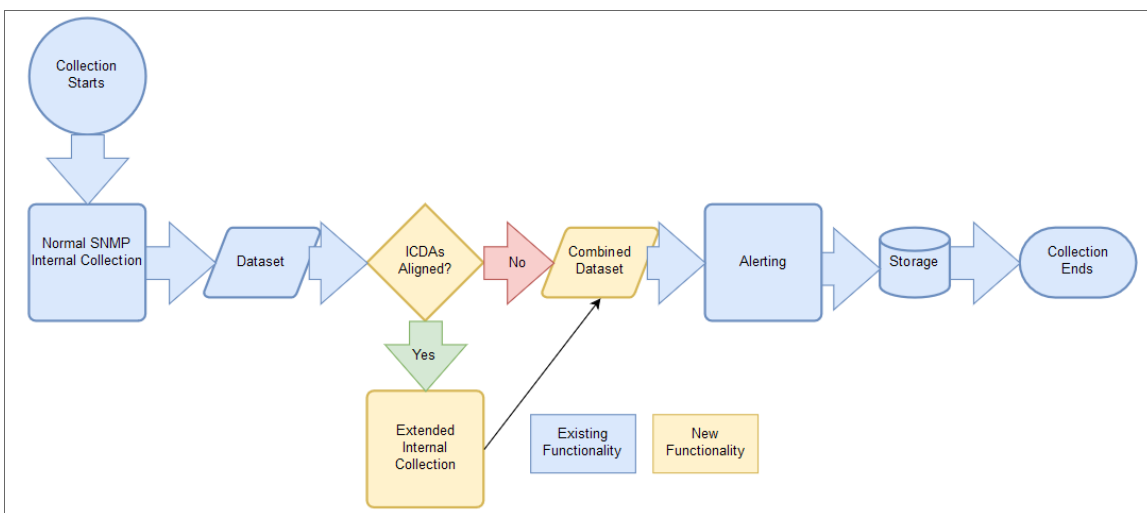 Collection
Starts
Normal SNMP
Internal Collection
Dataset
ICDAs
Aligned?
No
Combined
Dataset
Alerting
Storage
Collection
Ends
Yes
Extended
Internal
Collection
Existing
Functionality
New
Functionality